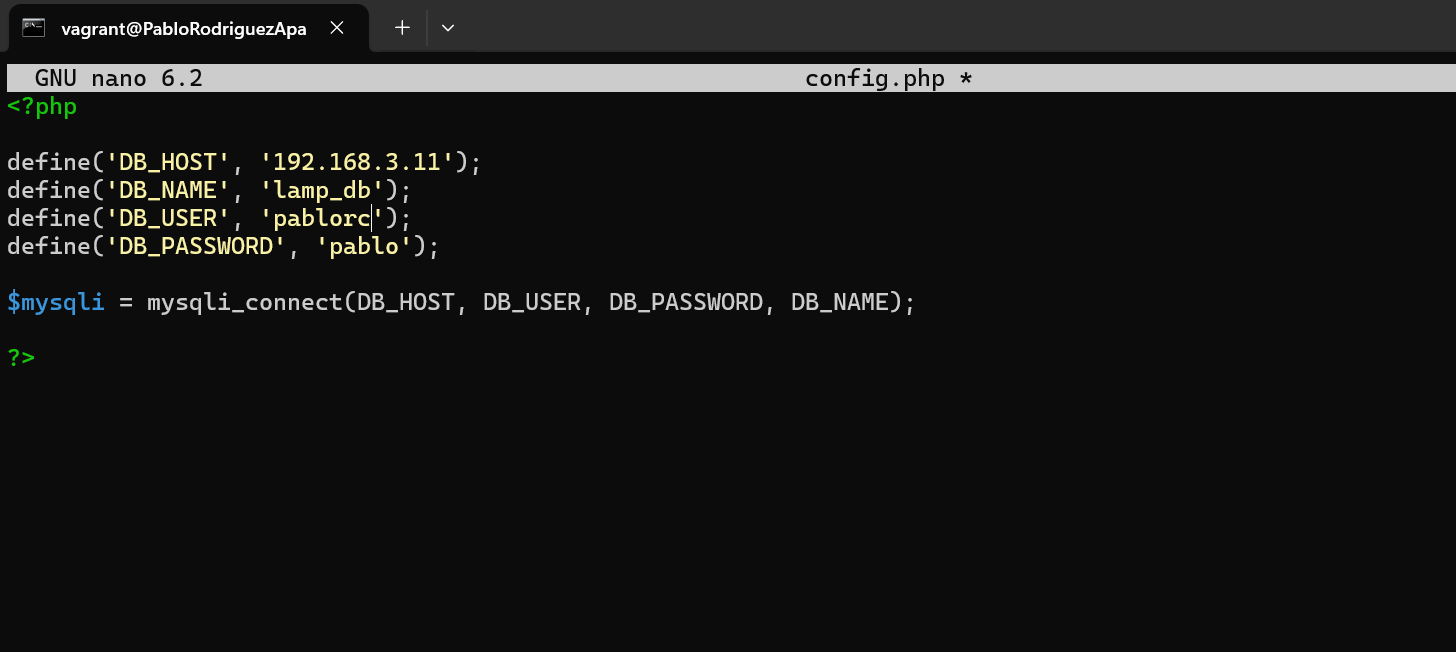 vagrant@PabloRodriguezApa
GNU nano 6.2 config.php *
<?php
define('DB_HOST', '192.168.3.11');
define('DB_NAME', 'lamp_db');
define('DB_USER', 'pablorc');
define('DB_PASSWORD', 'pablo');
$mysqli = mysqli_connect(DB_HOST, DB_USER, DB_PASSWORD, DB_NAME);
?>